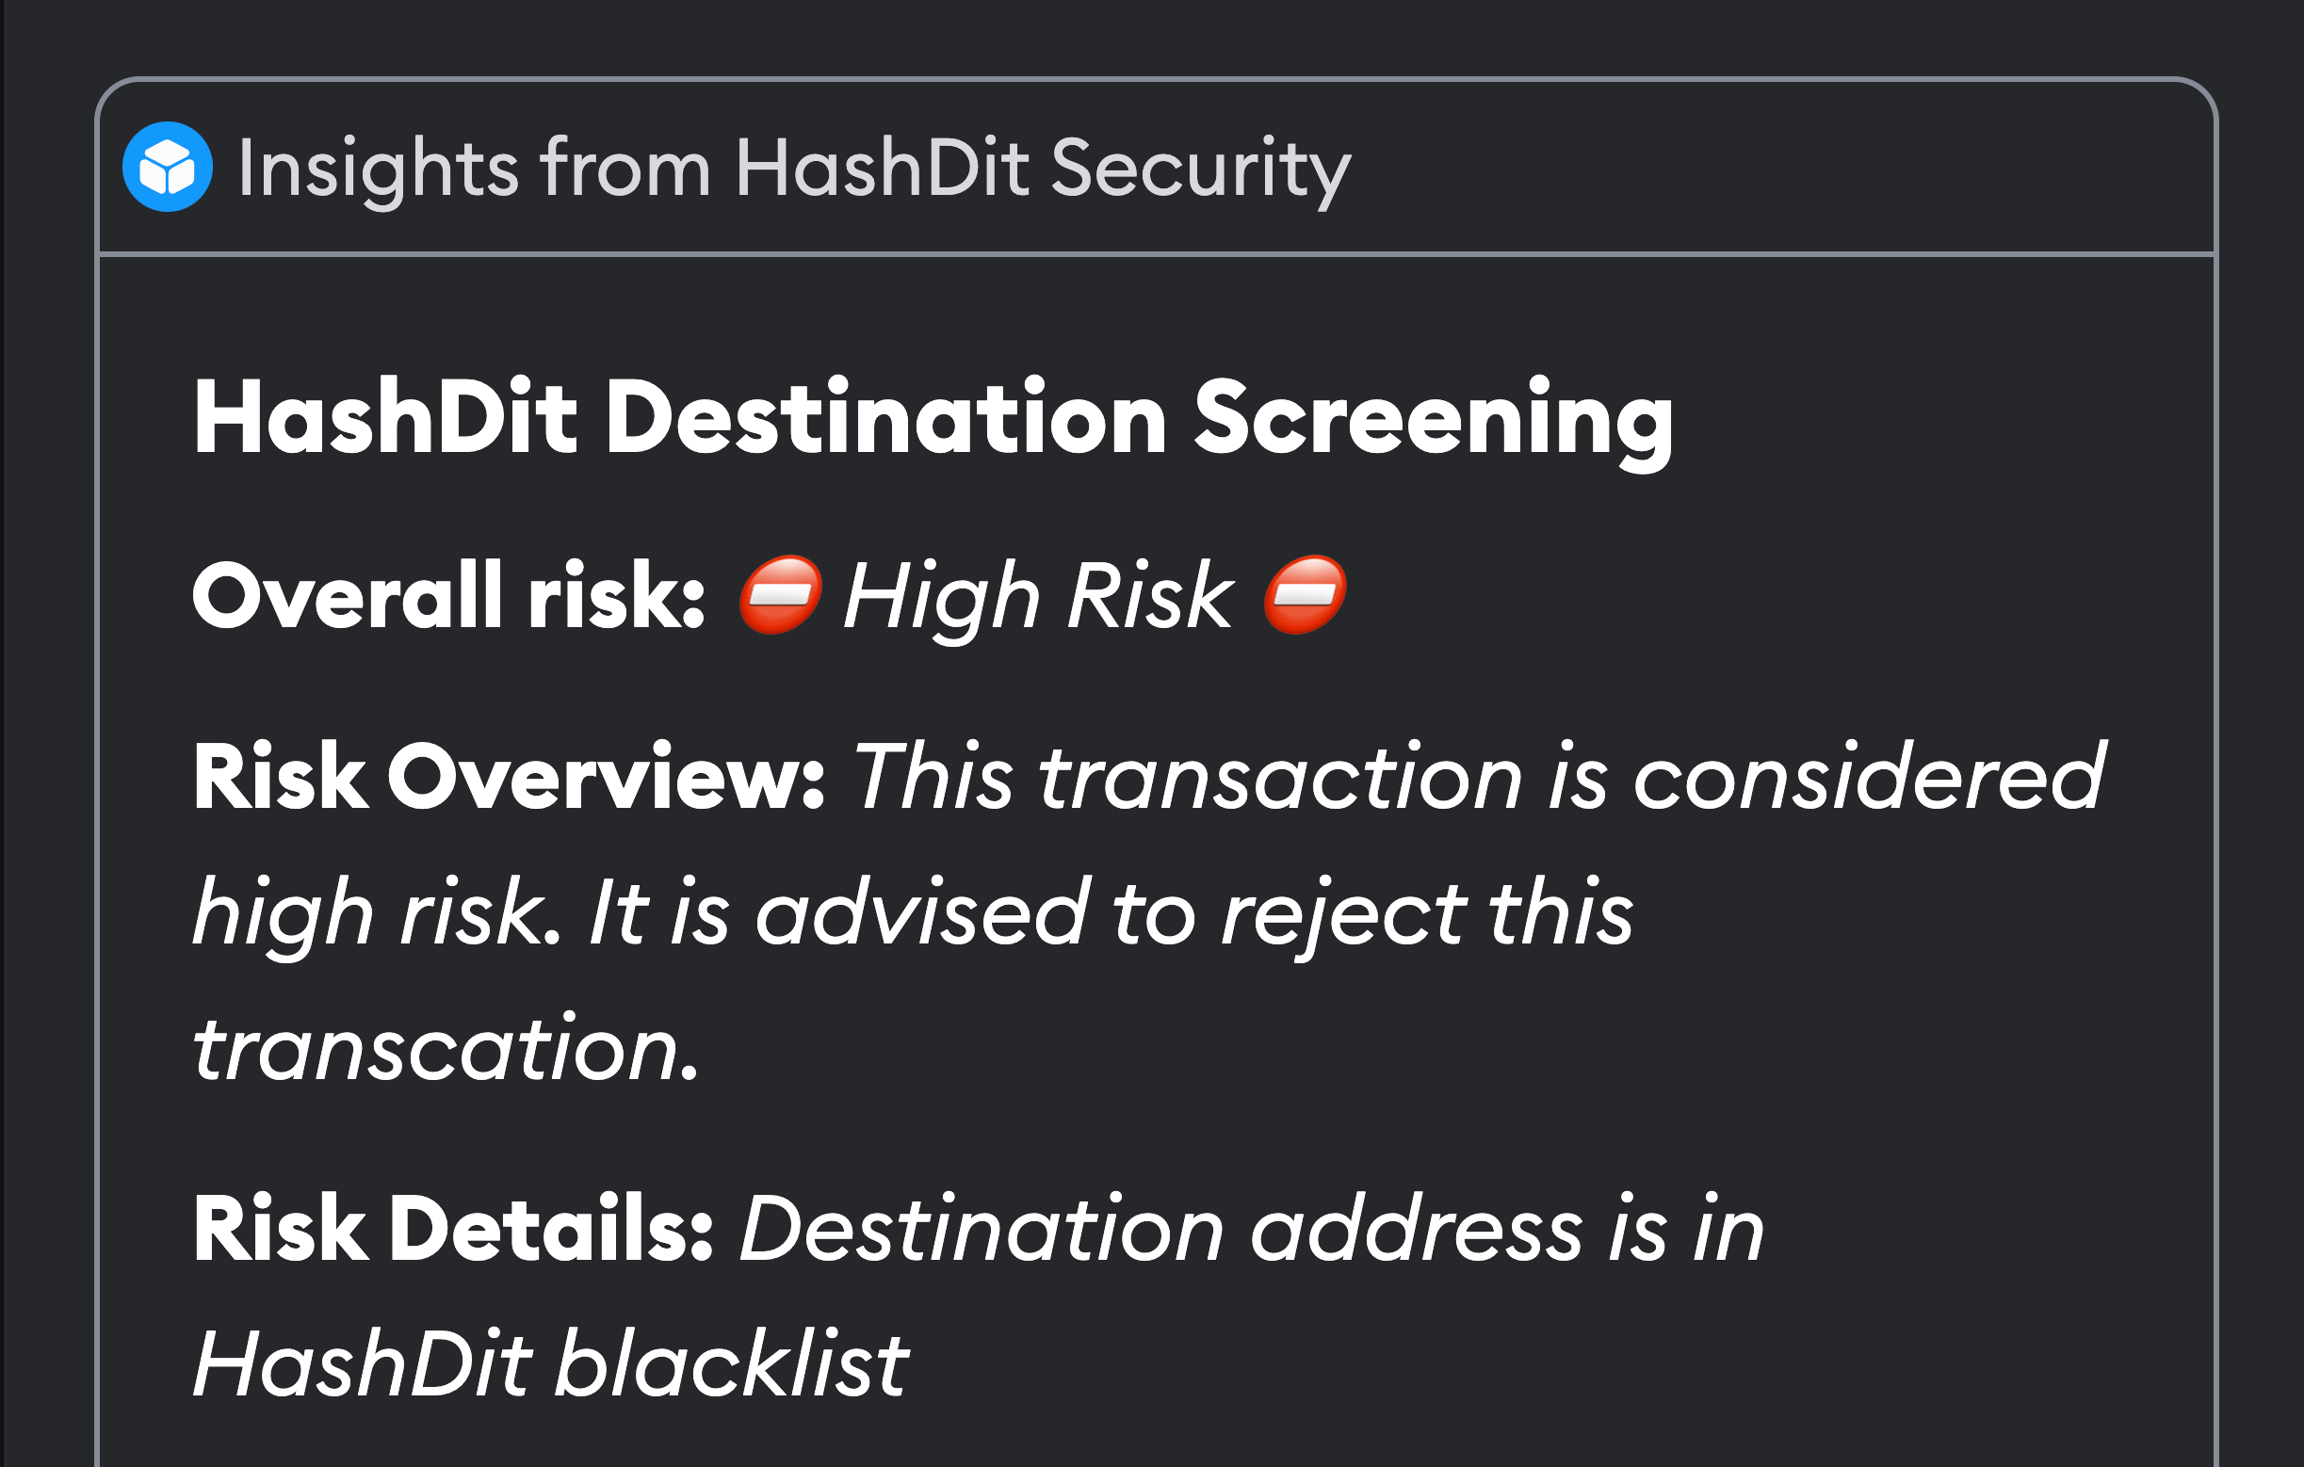 Insights from HashDit Security
HashDit Destination Screening
Overall risk: ⛔ High Risk ⛔
Risk Overview: This transaction is considered
high risk. It is advised to reject this
transcation.
Risk Details: Destination address is in
HashDit blacklist